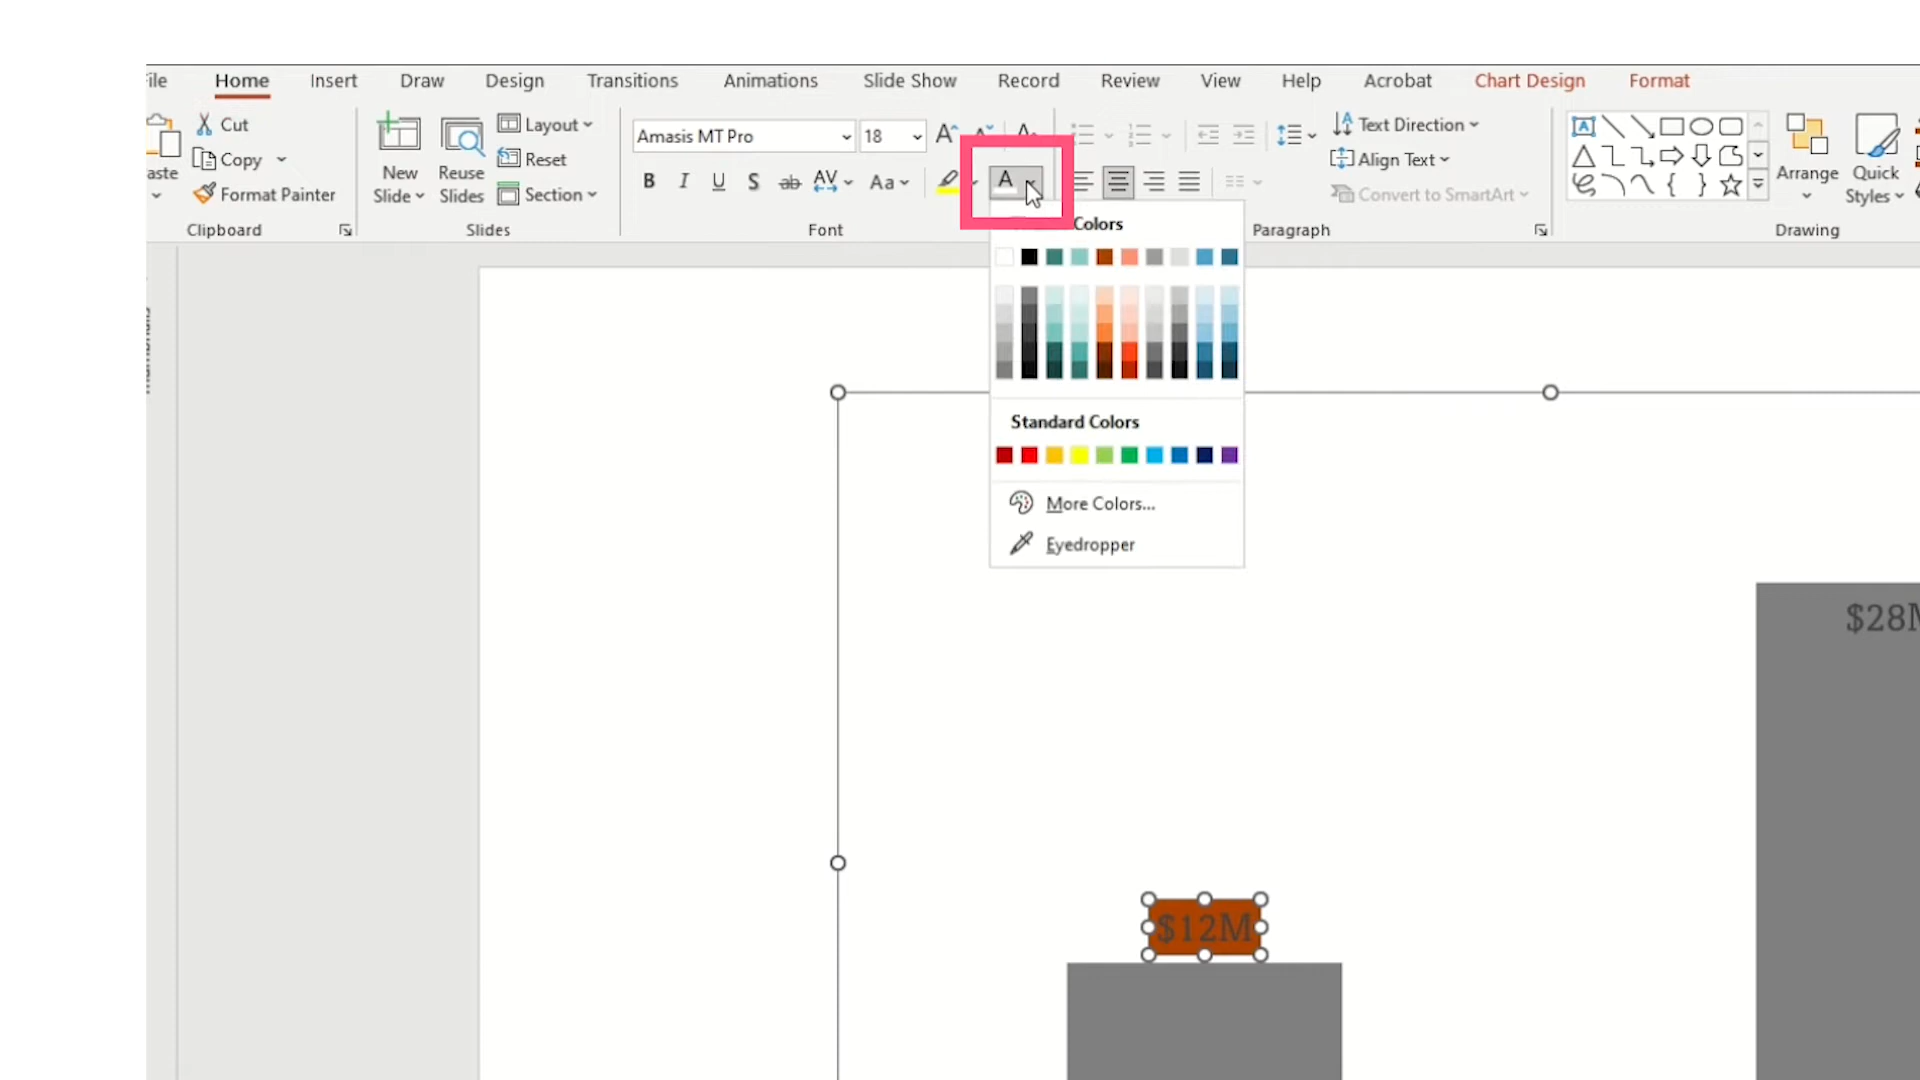 ile Home Insert Draw Design Transitions Animations Slide Show Record Review View Help Acrobat Chart Design Format
Cut
Copy
aste
Format Painter
Clipboard
New
Slide
Reuse
Slides
Layout
Reset
Section
Slides
Amasis MT Pro 18
B I U S ab AV Aa A
Font
Text Direction
Align Text
Convert to SmartArt
Paragraph
Arrange
Quick
Styles
Drawing
Colors
Standard Colors
More Colors...
Eyedropper
$28M
$12M